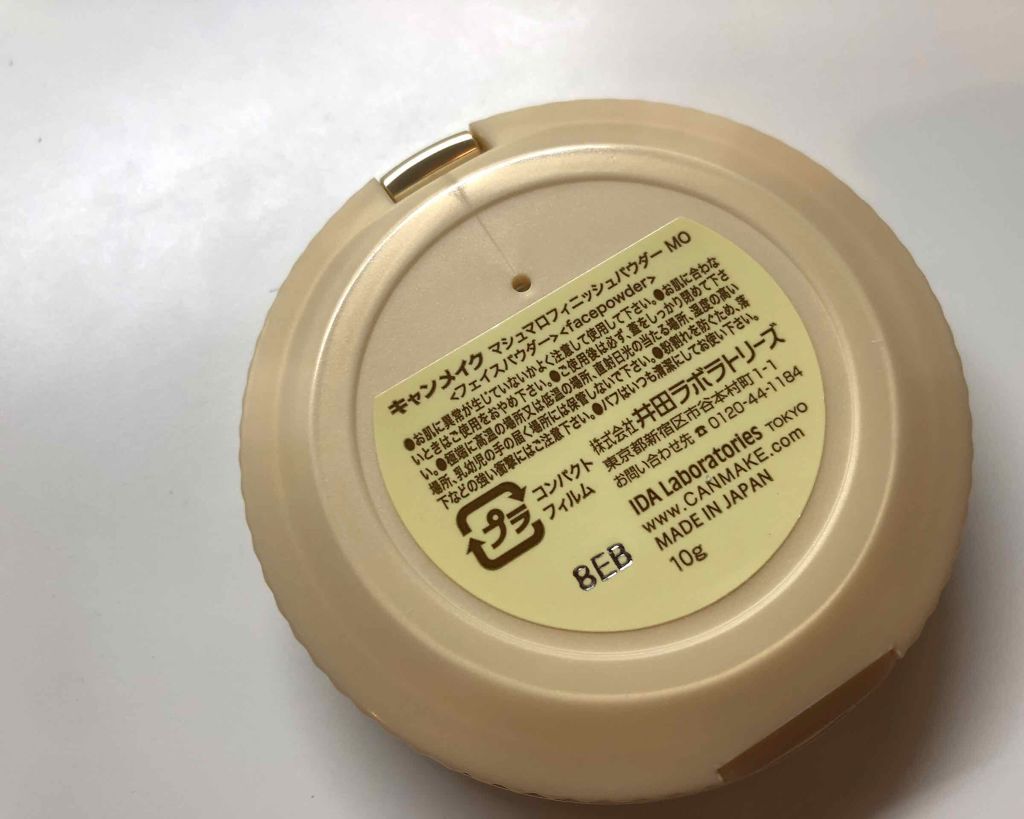 キャンメイク マシュマロフィニッシュパウダー MO
<フェイスパウダー><facepowder>
●お肌に異常が生じていないかよく注意して使用して下さい。●お肌に合わな
いときはご使用をおやめ下さい。●ご使用後は必ず、蓋をしっかり閉めて下さ
い。●極端に高温の場所又は低温の場所、直射日光の当たる場所、湿度の高い
場所、乳幼児の手の届く場所には保管しないで下さい。●粉割れを防ぐため、落
下などの強い衝撃にはご注意下さい。●パフはいつも清潔にしてお使い下さい。
株式会社 井田ラボラトリーズ
東京都新宿区市谷本村町1-1
お問い合わせ先☎0120-44-1184
コンパクト
フィルム
プラ
IDA Laboratories TOKYO
www.CANMAKE.com
MADE IN JAPAN
10g
8EB